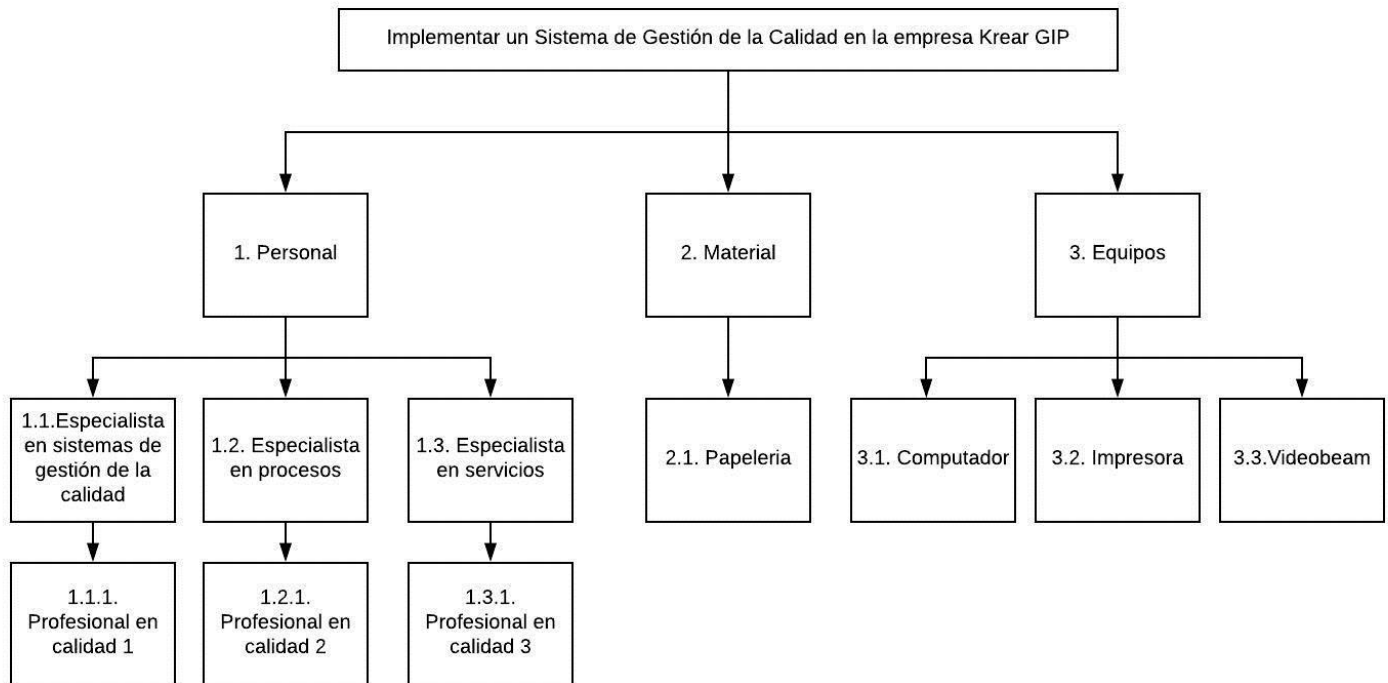 Implementar un Sistema de Gestión de la Calidad en la empresa Krear GIP
1. Personal
2. Material
3. Equipos
1.1.Especialista
en sistemas de
gestión de la
calidad
1.2. Especialista
en procesos
1.3. Especialista
en servicios
2.1. Papeleria
3.1. Computador
3.2. Impresora
3.3.Videobeam
1.1.1.
Profesional en
calidad 1
1.2.1.
Profesional en
calidad 2
1.3.1.
Profesional en
calidad 3